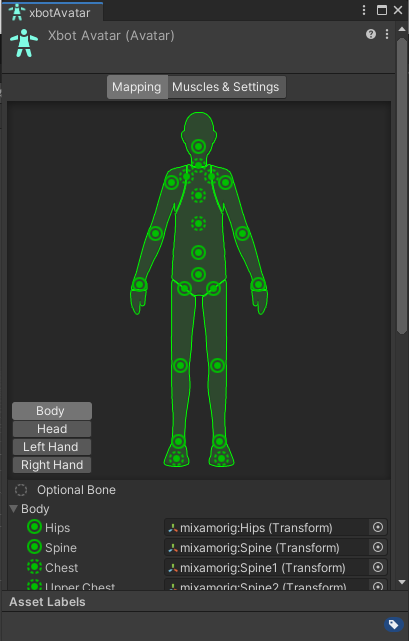 xbotAvatar
Xbot Avatar (Avatar)
Mapping Muscles & Settings
Body
Head
Left Hand
Right Hand
Optional Bone
Body
Hips mixamorig:Hips (Transform)
Spine mixamorig:Spine (Transform)
Chest mixamorig:Spine1 (Transform)
Upper Chest mixamorig:Spine2 (Transform)
Asset Labels